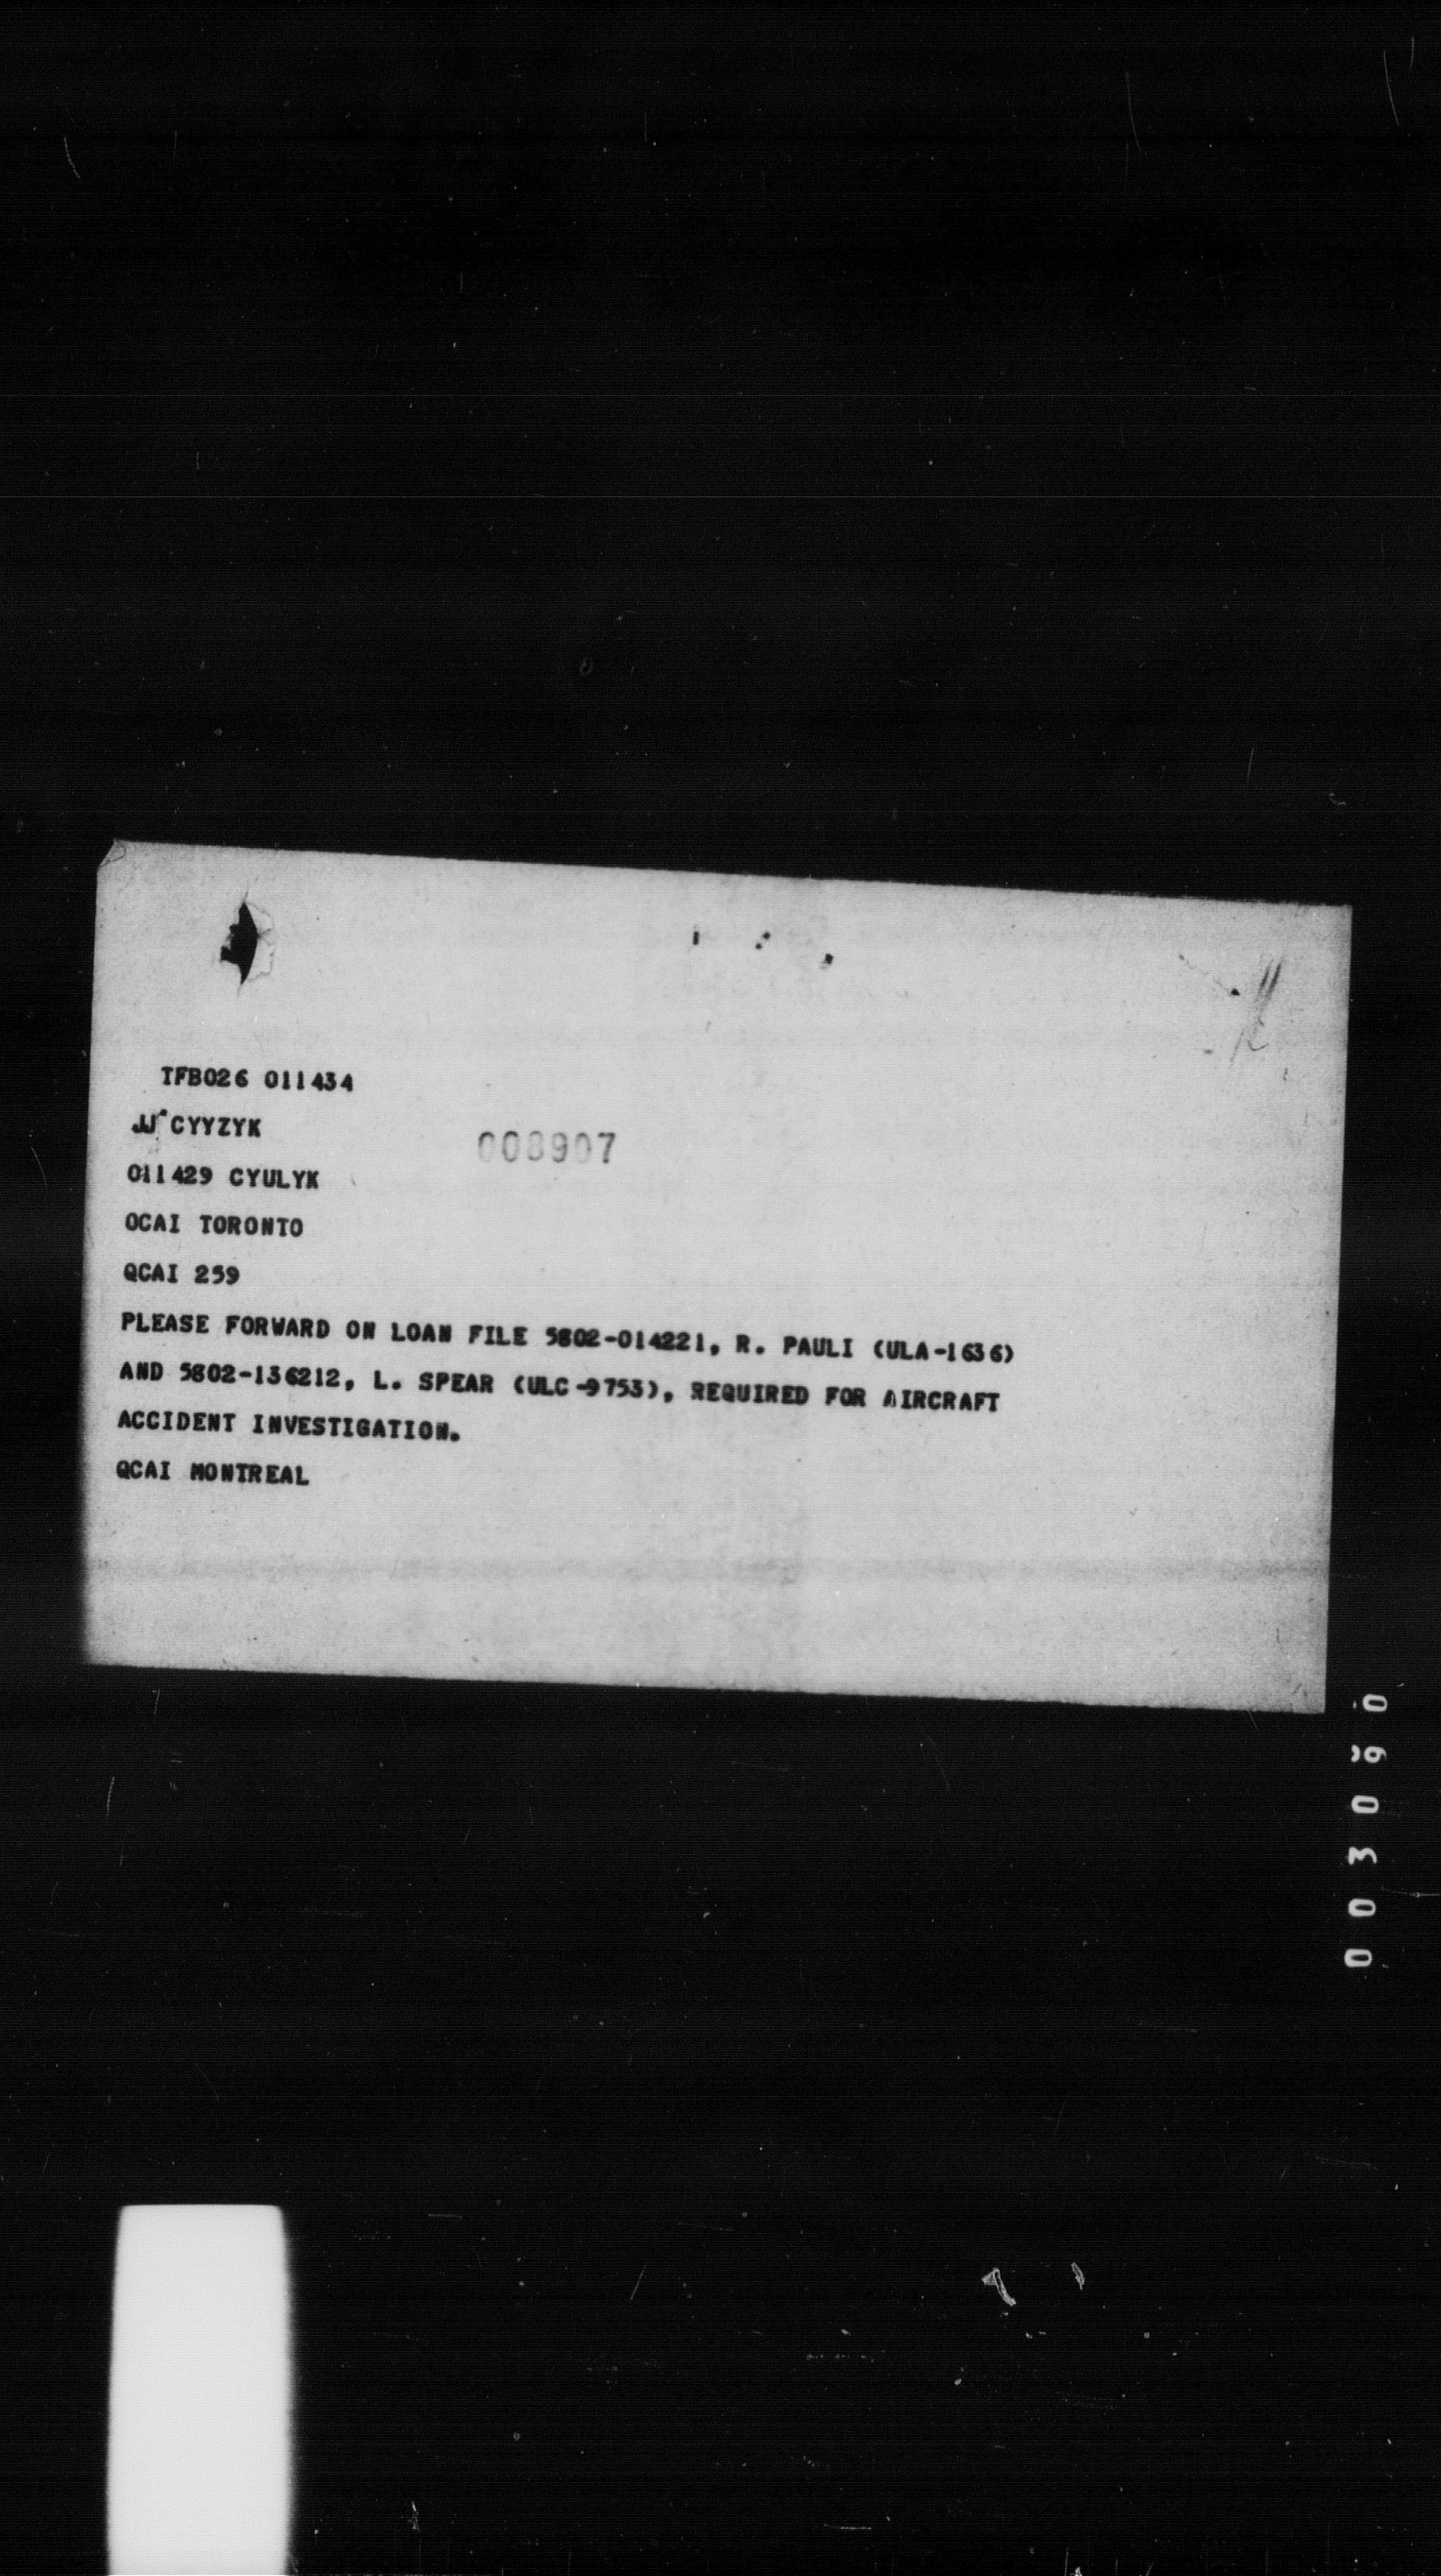 TFB026 011434
JJ CYYZYK
008907
011429 CYULYK
OCAI TORONTO
QCAI 259
PLEASE FORWARD ON LOAN FILE 5802-014221, R. PAULI (ULA-1636)
AND 5802-136212, L. SPEAR (ULC-9753), REQUIRED FOR AIRCRAFT
ACCIDENT INVESTIGATION.
QCAI MONTREAL
003090